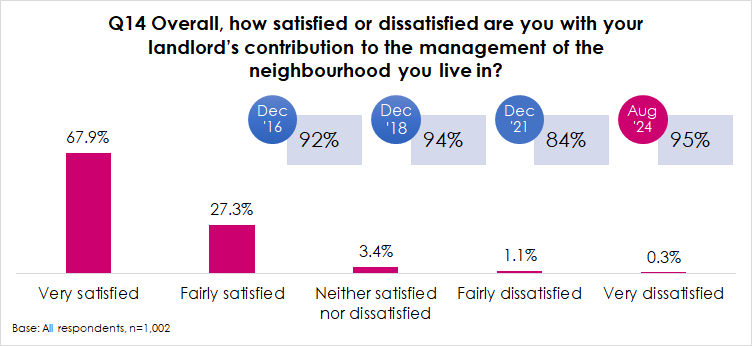 Q14 Overall, how satisfied or dissatisfied are you with your
landlord's contribution to the management of the
neighbourhood you live in?
Dec
'16
92%
Dec
'18
94%
Dec
'21
84%
Aug
'24
95%
67.9%
27.3%
3.4%
1.1%
0.3%
Very satisfied
Fairly satisfied
Neither satisfied
nor dissatisfied
Fairly dissatisfied
Very dissatisfied
Base: All respondents, n=1,002